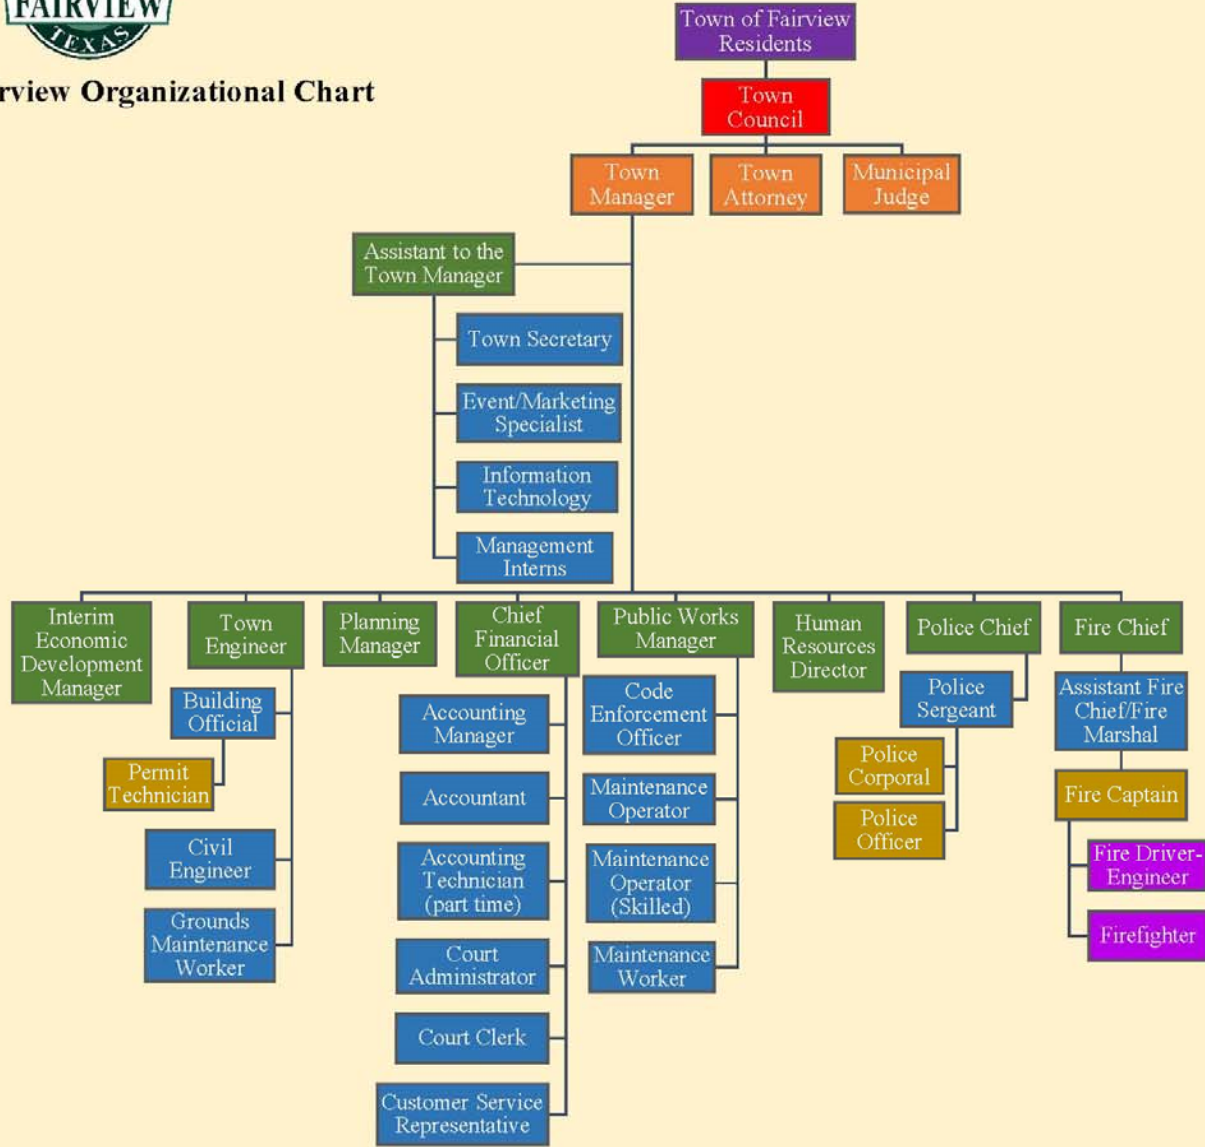 FAIRVIEW
TEXAS
rview Organizational Chart
Town of Fairview
Residents
Town
Council
Town
Manager
Town
Attorney
Municipal
Judge
Assistant to the
Town Manager
Town Secretary
Event/Marketing
Specialist
Information
Technology
Management
Interns
Interim
Economic
Development
Manager
Town
Engineer
Planning
Manager
Chief
Financial
Officer
Public Works
Manager
Human
Resources
Director
Police Chief
Fire Chief
Building
Official
Permit
Technician
Civil
Engineer
Grounds
Maintenance
Worker
Accounting
Manager
Accountant
Accounting
Technician
(part time)
Court
Administrator
Court Clerk
Customer Service
Representative
Code
Enforcement
Officer
Maintenance
Operator
Maintenance
Operator
(Skilled)
Maintenance
Worker
Police
Sergeant
Police
Corporal
Police
Officer
Assistant Fire
Chief/Fire
Marshal
Fire Captain
Fire Driver-
Engineer
Firefighter